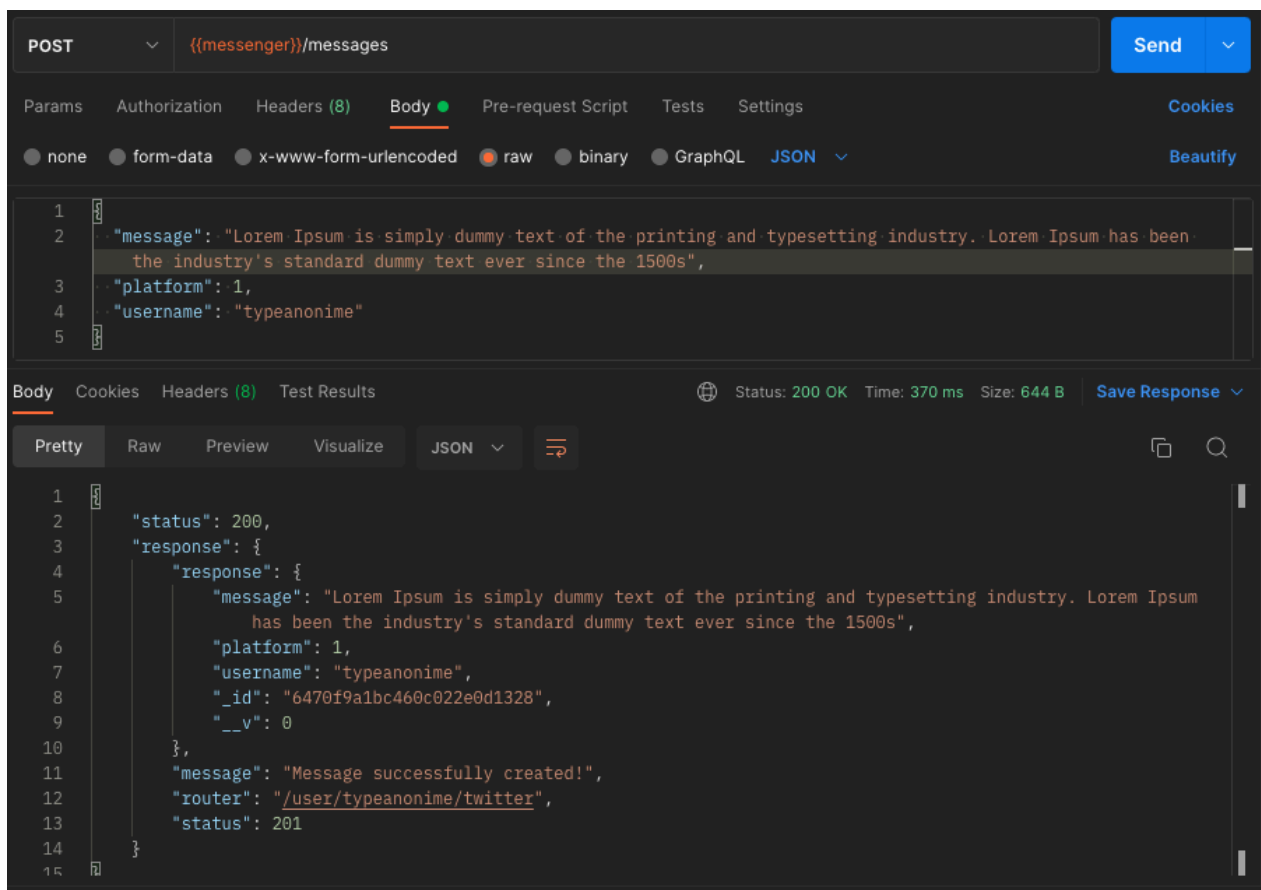 POST {{messenger}}/messages Send
Params Authorization Headers (8) Body Pre-request Script Tests Settings Cookies
none form-data x-www-form-urlencoded raw binary GraphQL JSON Beautify
1 {
2 "message": "Lorem Ipsum is simply dummy text of the printing and typesetting industry. Lorem Ipsum has been
the industry's standard dummy text ever since the 1500s",
3 "platform": 1,
4 "username": "typeanonime"
5 }
Body Cookies Headers (8) Test Results Status: 200 OK Time: 370 ms Size: 644 B Save Response
Pretty Raw Preview Visualize JSON
1 {
2 "status": 200,
3 "response": {
4 "response": {
5 "message": "Lorem Ipsum is simply dummy text of the printing and typesetting industry. Lorem Ipsum
has been the industry's standard dummy text ever since the 1500s",
6 "platform": 1,
7 "username": "typeanonime",
8 "_id": "6470f9a1bc460c022e0d1328",
9 "__v": 0
10 },
11 "message": "Message successfully created!",
12 "router": "/user/typeanonime/twitter",
13 "status": 201
14 }
15 }